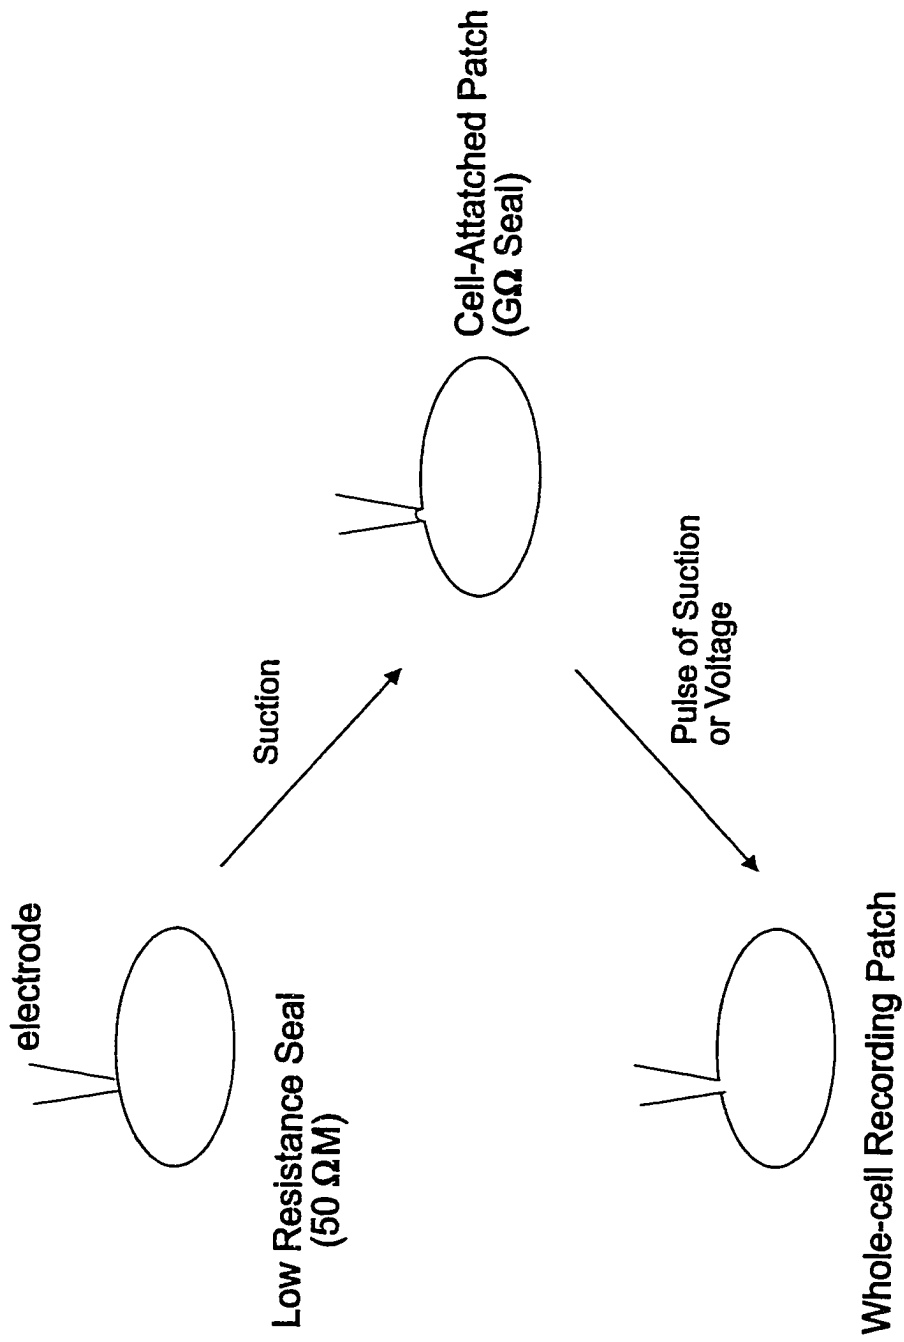 electrode
Low Resistance Seal
(50 ΩM)
Suction
Cell-Attatched Patch
(GΩ Seal)
Pulse of Suction
or Voltage
Whole-cell Recording Patch